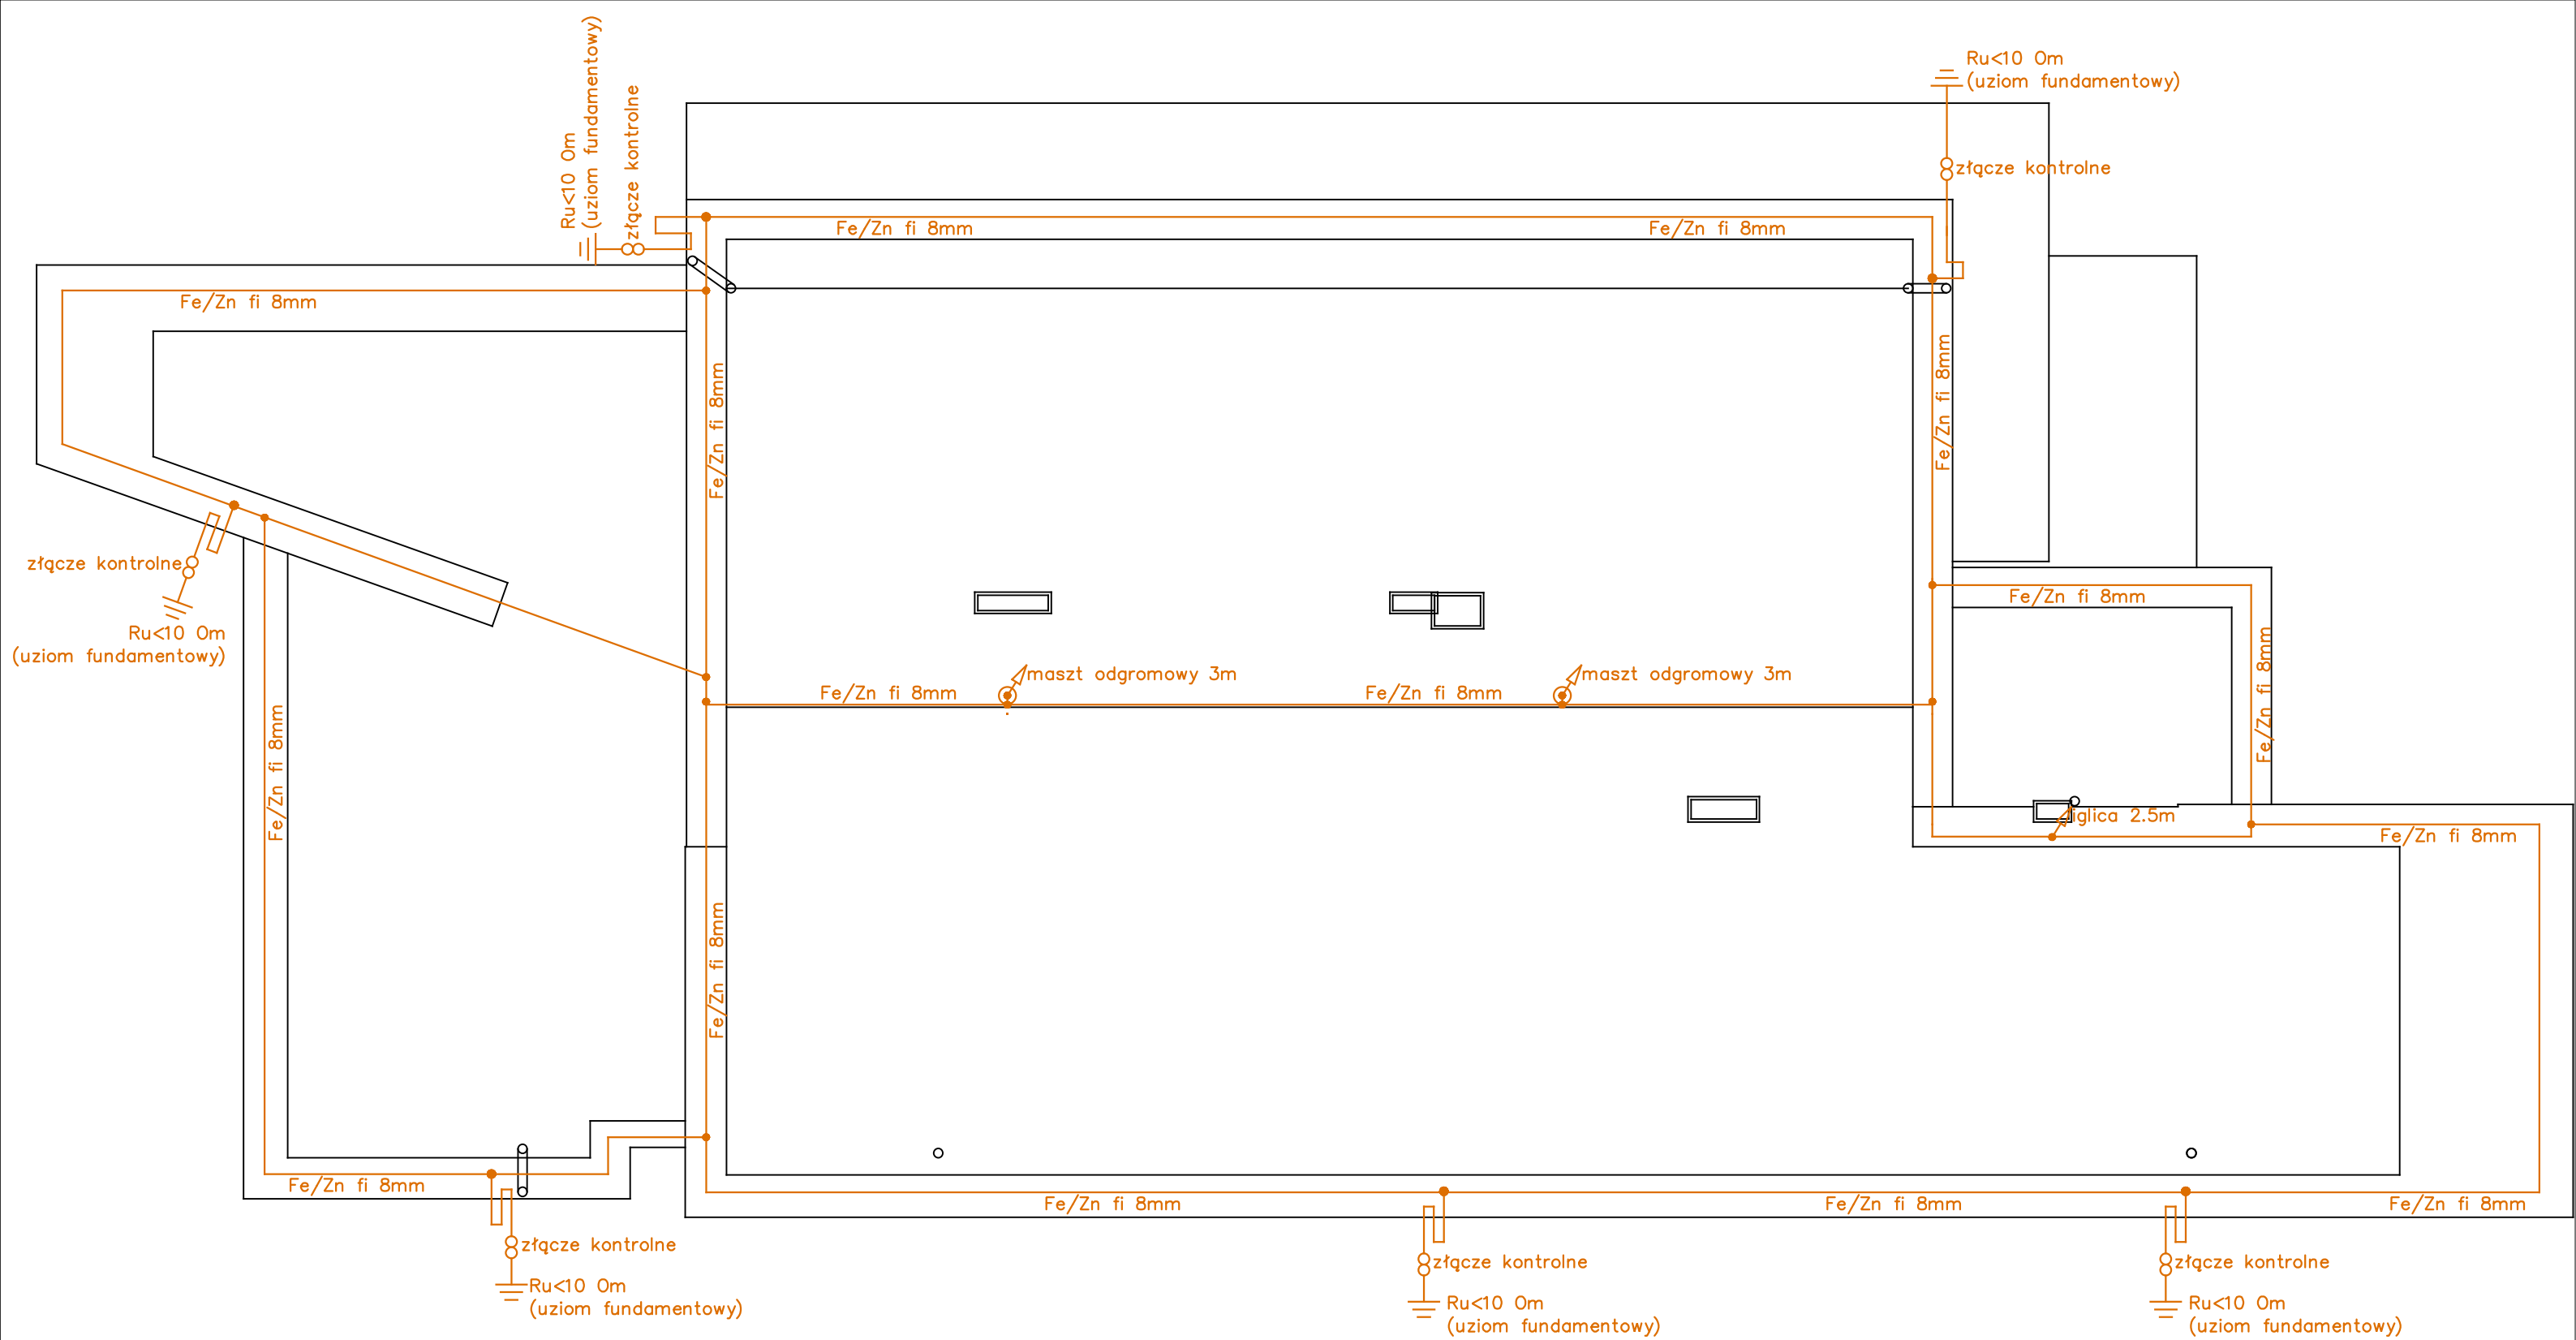 Ru<10 Om
(uziom fundamentowy)
złącze kontrolne
Ru<10 Om
(uziom fundamentowy)
złącze kontrolne
Fe/Zn fi 8mm
Fe/Zn fi 8mm
Fe/Zn fi 8mm
Fe/Zn fi 8mm
Fe/Zn fi 8mm
złącze kontrolne
Ru<10 Om
(uziom fundamentowy)
Fe/Zn fi 8mm
Fe/Zn fi 8mm
maszt odgromowy 3m
Fe/Zn fi 8mm
maszt odgromowy 3m
Fe/Zn fi 8mm
Fe/Zn fi 8mm
Fe/Zn fi 8mm
iglica 2.5m
Fe/Zn fi 8mm
Fe/Zn fi 8mm
Fe/Zn fi 8mm
Fe/Zn fi 8mm
Fe/Zn fi 8mm
Fe/Zn fi 8mm
złącze kontrolne
Ru<10 Om
(uziom fundamentowy)
złącze kontrolne
Ru<10 Om
(uziom fundamentowy)
złącze kontrolne
Ru<10 Om
(uziom fundamentowy)